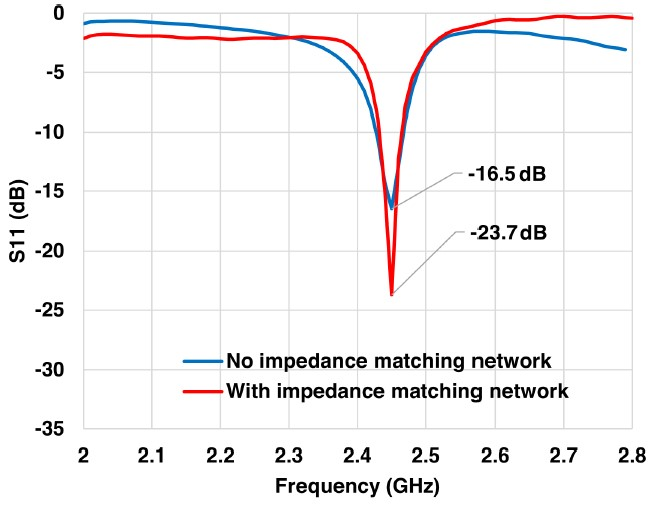 0
-5
-10
-15
-20
-25
-30
-35
S11 (dB)
-16.5 dB
-23.7 dB
No impedance matching network
With impedance matching network
2 2.1 2.2 2.3 2.4 2.5 2.6 2.7 2.8
Frequency (GHz)